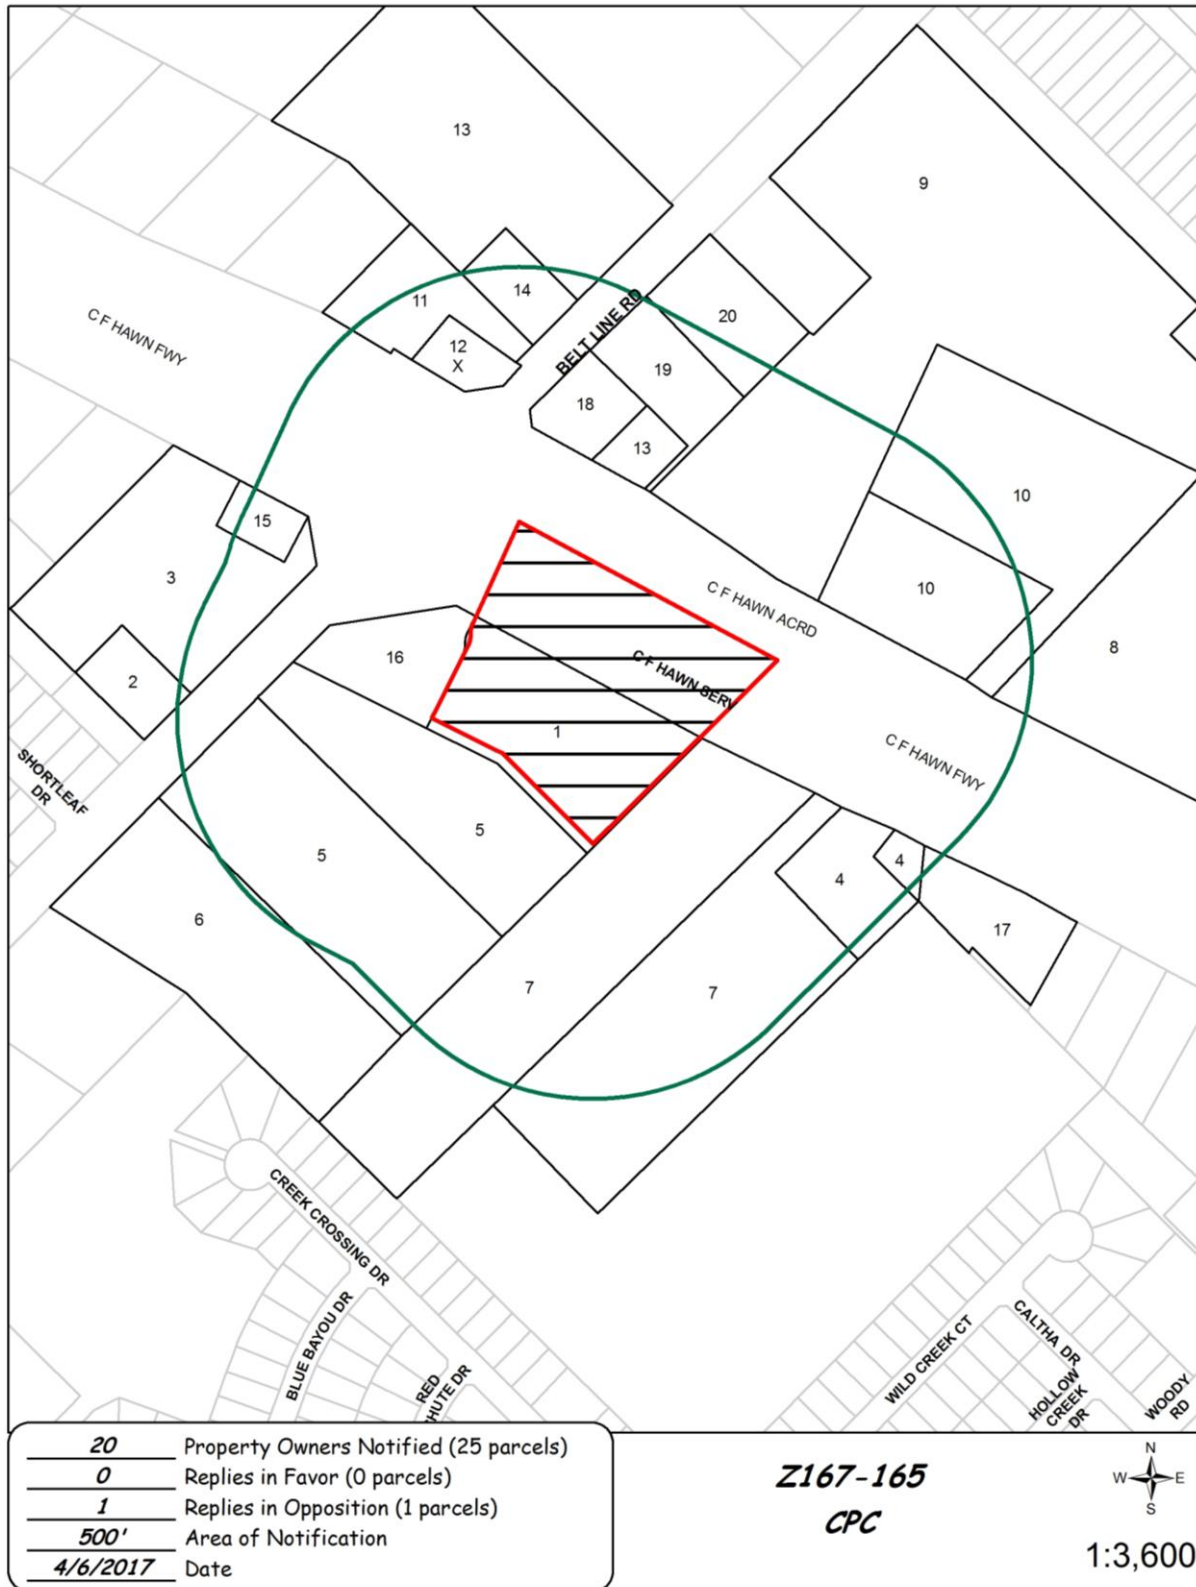 13
9
C F HAWN FWY
11
14
12
X
BELT LINE RD
20
19
18
13
10
15
3
10
C F HAWN ACRD
8
16
C F HAWN SERV
2
1
C F HAWN FWY
SHORTLEAF
DR
5
5
4
4
6
17
7
7
CREEK CROSSING DR
BLUE BAYOU DR
RED
CHUTE DR
WILD CREEK CT
CALTHA DR
HOLLOW
CREEK
DR
WOODY
RD
20 Property Owners Notified (25 parcels)
0 Replies in Favor (0 parcels)
1 Replies in Opposition (1 parcels)
500' Area of Notification
4/6/2017 Date
Z167-165
CPC
N
W E
S
1:3,600